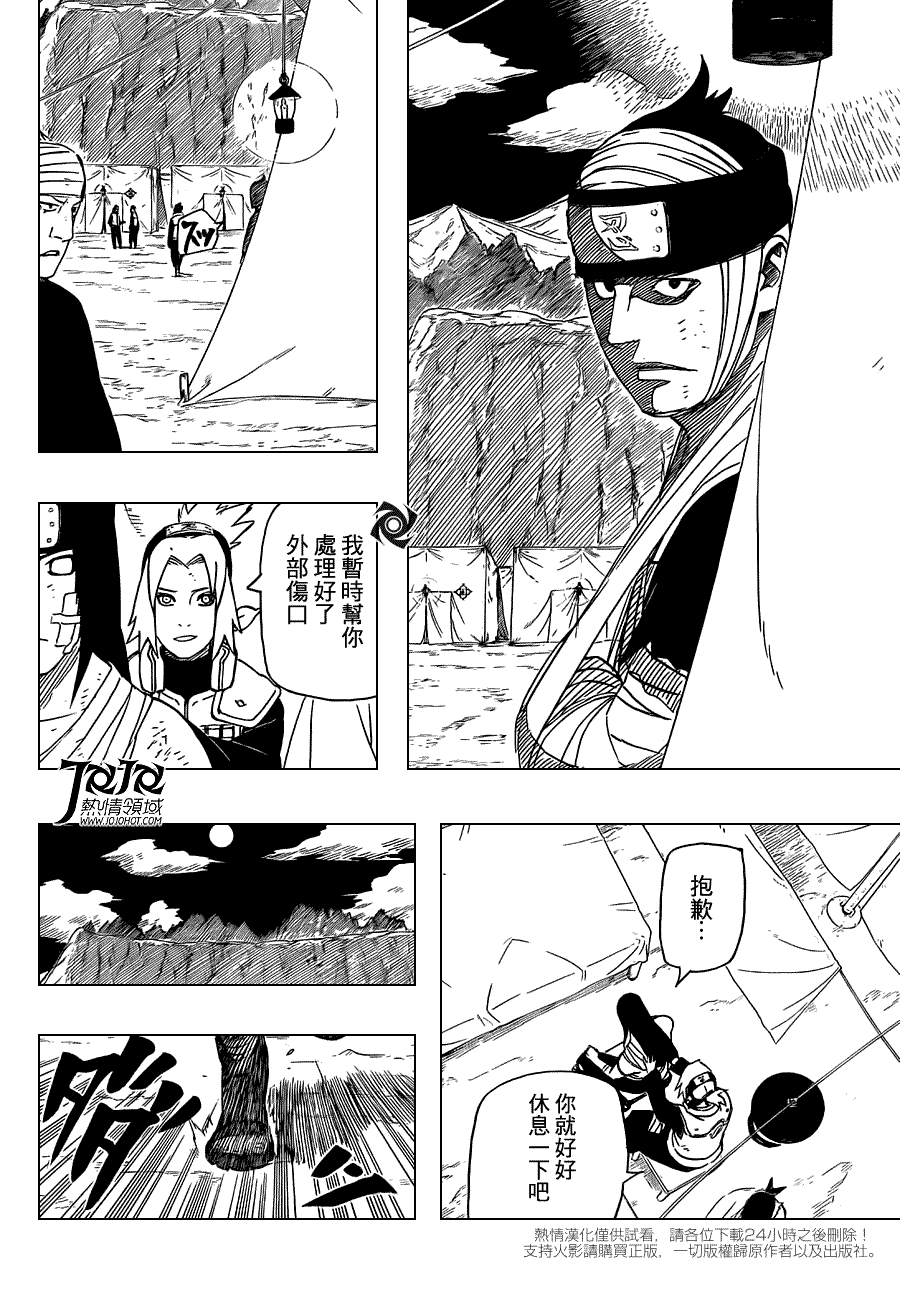 スッ
我暫時幫你
處理好了
外部傷口
JOJO
熱情領域
WWW.JOJOHOT.COM
抱歉…
你就好好
休息一下吧
ダダッ
熱情漢化僅供試看，請各位下載24小時之後刪除！
支持火影請購買正版，一切版權歸原作者以及出版社。